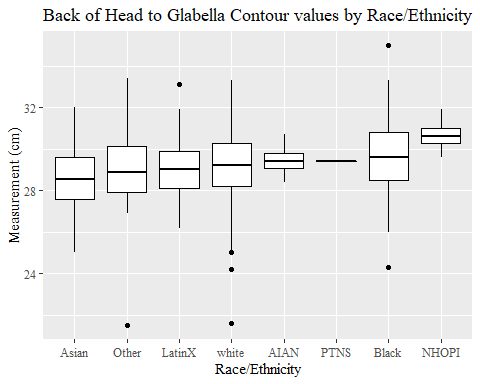 Back of Head to Glabella Contour values by Race/Ethnicity
Measurement (cm)
32
28
24
Asian Other LatinX white AIAN PTNS Black NHOPI
Race/Ethnicity